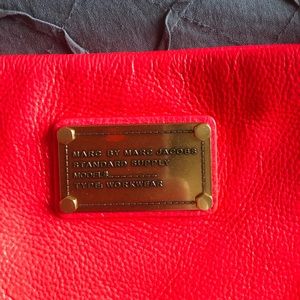 MARC BY MARC JACOBS
STANDARD SUPPLY
MODEL:..................
TYPE: WORKWEAR